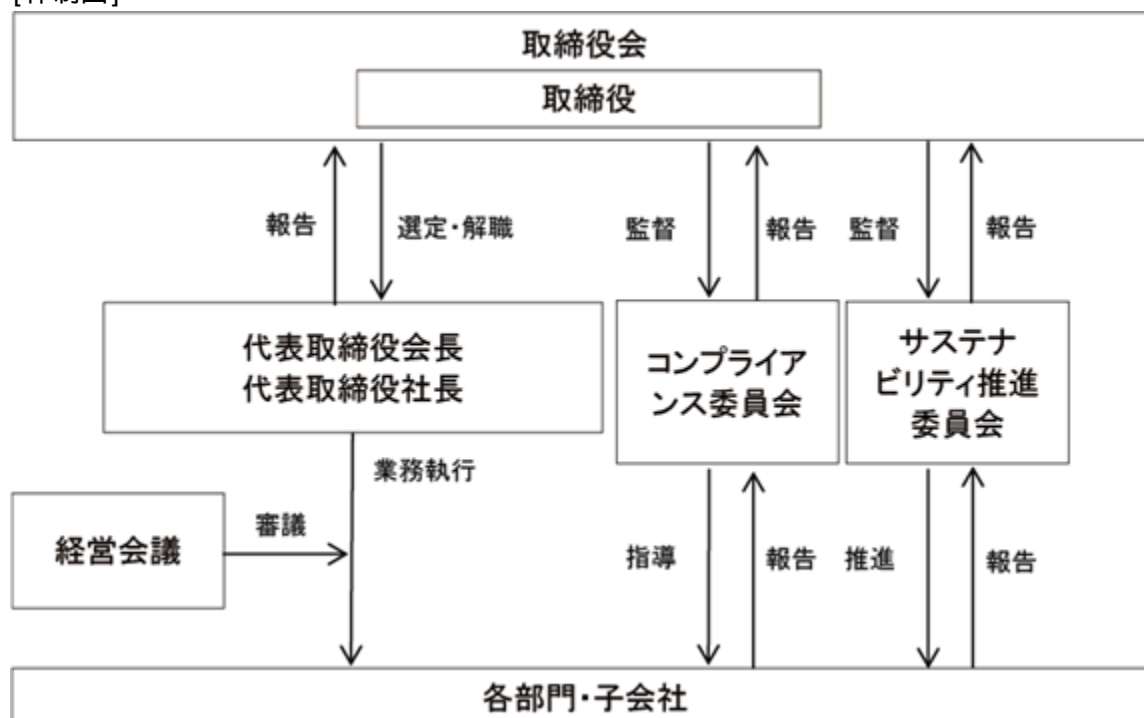 [体制図]
取締役会
取締役
報告
選定・解職
監督
報告
監督
報告
代表取締役会長
代表取締役社長
コンプライア
ンス委員会
サステナ
ビリティ推進
委員会
業務執行
経営会議
審議
指導
報告
推進
報告
各部門・子会社